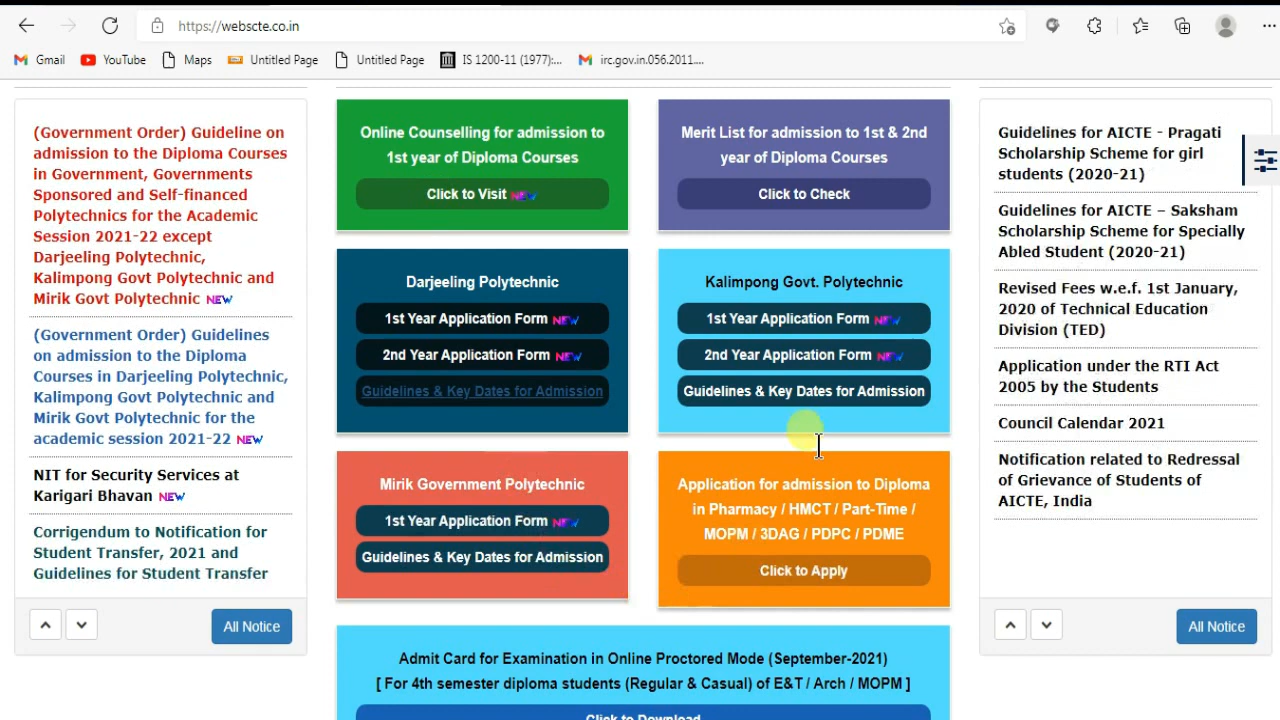 https://webscte.co.in
Gmail
YouTube
Maps
Untitled Page
Untitled Page
IS 1200-11 (1977):...
irc.gov.in.056.2011....
(Government Order) Guideline on
admission to the Diploma Courses
in Government, Governments
Sponsored and Self-financed
Polytechnics for the Academic
Session 2021-22 except
Darjeeling Polytechnic,
Kalimpong Govt Polytechnic and
Mirik Govt Polytechnic NEW
(Government Order) Guidelines
on admission to the Diploma
Courses in Darjeeling Polytechnic,
Kalimpong Govt Polytechnic and
Mirik Govt Polytechnic for the
academic session 2021-22 NEW
NIT for Security Services at
Karigari Bhavan NEW
Corrigendum to Notification for
Student Transfer, 2021 and
Guidelines for Student Transfer
All Notice
Online Counselling for admission to
1st year of Diploma Courses
Click to Visit NEW
Merit List for admission to 1st & 2nd
year of Diploma Courses
Click to Check
Darjeeling Polytechnic
1st Year Application Form NEW
2nd Year Application Form NEW
Guidelines & Key Dates for Admission
Kalimpong Govt. Polytechnic
1st Year Application Form NEW
2nd Year Application Form NEW
Guidelines & Key Dates for Admission
Mirik Government Polytechnic
1st Year Application Form NEW
Guidelines & Key Dates for Admission
Application for admission to Diploma
in Pharmacy / HMCT / Part-Time /
MOPM / 3DAG / PDPC / PDME
Click to Apply
Admit Card for Examination in Online Proctored Mode (September-2021)
[ For 4th semester diploma students (Regular & Casual) of E&T / Arch / MOPM ]
Click to Download
Guidelines for AICTE - Pragati
Scholarship Scheme for girl
students (2020-21)
Guidelines for AICTE – Saksham
Scholarship Scheme for Specially
Abled Student (2020-21)
Revised Fees w.e.f. 1st January,
2020 of Technical Education
Division (TED)
Application under the RTI Act
2005 by the Students
Council Calendar 2021
Notification related to Redressal
of Grievance of Students of
AICTE, India
All Notice